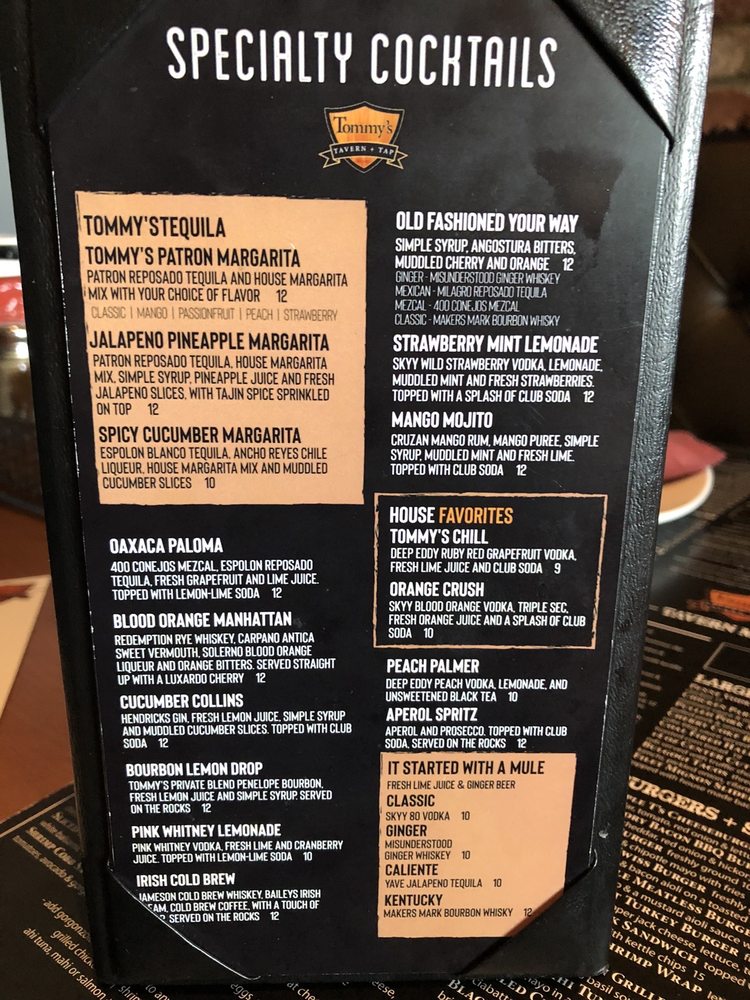 SPECIALTY COCKTAILS
Tommy's
TAVERN + TAP
TOMMY'STEQUILA
TOMMY'S PATRON MARGARITA
PATRON REPOSADO TEQUILA AND HOUSE MARGARITA
MIX WITH YOUR CHOICE OF FLAVOR 12
CLASSIC | MANGO | PASSIONFRUIT | PEACH | STRAWBERRY
JALAPENO PINEAPPLE MARGARITA
PATRON REPOSADO TEQUILA, HOUSE MARGARITA
MIX, SIMPLE SYRUP, PINEAPPLE JUICE AND FRESH
JALAPENO SLICES, WITH TAJIN SPICE SPRINKLED
ON TOP 12
SPICY CUCUMBER MARGARITA
ESPOLON BLANCO TEQUILA, ANCHO REYES CHILE
LIQUEUR, HOUSE MARGARITA MIX AND MUDDLED
CUCUMBER SLICES 10
OAXACA PALOMA
400 CONEJOS MEZCAL, ESPOLON REPOSADO
TEQUILA, FRESH GRAPEFRUIT AND LIME JUICE.
TOPPED WITH LEMON-LIME SODA 12
BLOOD ORANGE MANHATTAN
REDEMPTION RYE WHISKEY, CARPANO ANTICA
SWEET VERMOUTH, SOLERNO BLOOD ORANGE
LIQUEUR AND ORANGE BITTERS. SERVED STRAIGHT
UP WITH A LUXARDO CHERRY 12
CUCUMBER COLLINS
HENDRICKS GIN, FRESH LEMON JUICE, SIMPLE SYRUP
AND MUDDLED CUCUMBER SLICES. TOPPED WITH CLUB
SODA 12
BOURBON LEMON DROP
TOMMY'S PRIVATE BLEND PENELOPE BOURBON,
FRESH LEMON JUICE AND SIMPLE SYRUP. SERVED
ON THE ROCKS 12
PINK WHITNEY LEMONADE
PINK WHITNEY VODKA, FRESH LIME AND CRANBERRY
JUICE. TOPPED WITH LEMON-LIME SODA 10
IRISH COLD BREW
JAMESON COLD BREW WHISKEY, BAILEYS IRISH
COLD BREW COFFEE, WITH A TOUCH OF
SERVED ON THE ROCKS 12
OLD FASHIONED YOUR WAY
SIMPLE SYRUP, ANGOSTURA BITTERS,
MUDDLED CHERRY AND ORANGE 12
GINGER - MISUNDERSTOOD GINGER WHISKEY
MEXICAN - MILAGRO REPOSADO TEQUILA
MEZCAL - 400 CONEJOS MEZCAL
CLASSIC - MAKERS MARK BOURBON WHISKY
STRAWBERRY MINT LEMONADE
SKYY WILD STRAWBERRY VODKA, LEMONADE,
MUDDLED MINT AND FRESH STRAWBERRIES.
TOPPED WITH A SPLASH OF CLUB SODA 12
MANGO MOJITO
CRUZAN MANGO RUM, MANGO PUREE, SIMPLE
SYRUP, MUDDLED MINT AND FRESH LIME.
TOPPED WITH CLUB SODA 12
HOUSE FAVORITES
TOMMY'S CHILL
DEEP EDDY RUBY RED GRAPEFRUIT VODKA,
FRESH LIME JUICE AND CLUB SODA 9
ORANGE CRUSH
SKYY BLOOD ORANGE VODKA, TRIPLE SEC,
FRESH ORANGE JUICE AND A SPLASH OF CLUB
SODA 10
PEACH PALMER
DEEP EDDY PEACH VODKA, LEMONADE, AND
UNSWEETENED BLACK TEA 10
APEROL SPRITZ
APEROL AND PROSECCO. TOPPED WITH CLUB
SODA, SERVED ON THE ROCKS 12
IT STARTED WITH A MULE
FRESH LIME JUICE & GINGER BEER
CLASSIC
SKYY 80 VODKA 10
GINGER
MISUNDERSTOOD
GINGER WHISKEY 10
CALIENTE
YAVE JALAPENO TEQUILA 10
KENTUCKY
MAKERS MARK BOURBON WHISKY 12
TAVERN
BURGERS +
MEATLESS
TURKEY BURGER
SANDWICH
SHRIMP WRAP
with kettle chips 15
GRILL